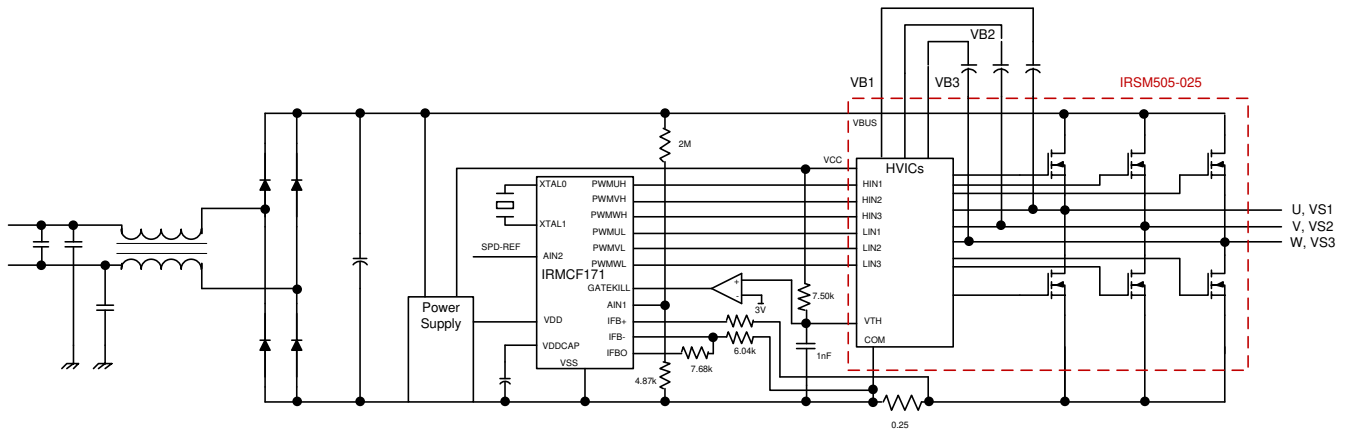 VB2
VB1
VB3
IRSM505-025
VBUS
2M
VCC
HVICs
XTAL0
PWMUH
HIN1
PWMVH
HIN2
PWMWH
HIN3
U, VS1
XTAL1
PWMUL
LIN1
V, VS2
SPD-REF
PWMVL
LIN2
W, VS3
AIN2
PWMWL
LIN3
IRMCF171
GATEKILL
+
-
7.50k
3V
AIN1
Power
Supply
VDD
IFB+
VTH
IFB-
COM
VDDCAP
IFBO
6.04k
1nF
VSS
7.68k
4.87k
0.25